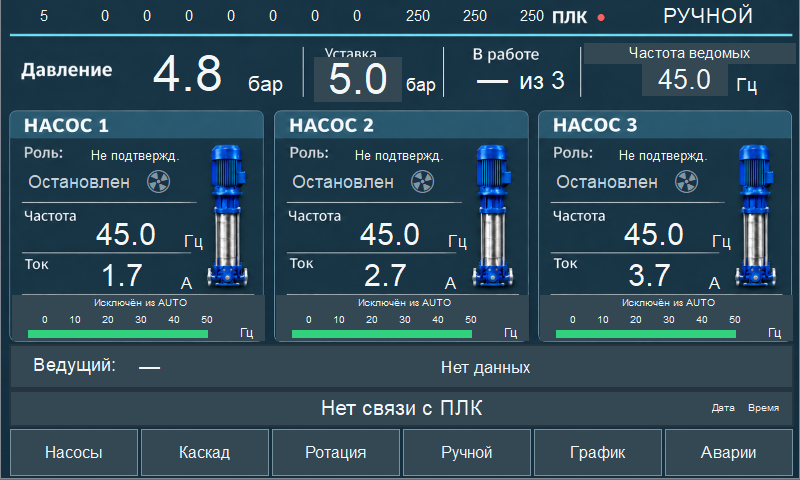 5 0 0 0 0 0 0 0 250 250 250 ПЛК РУЧНОЙ
Давление 4.8 бар Уставка 5.0 бар В работе — из 3 Частота ведомых 45.0 Гц
НАСОС 1 НАСОС 2 НАСОС 3
Роль: Не подтвержд. Роль: Не подтвержд. Роль: Не подтвержд.
Остановлен Остановлен Остановлен
Частота Частота Частота
45.0 Гц 45.0 Гц 45.0 Гц
Ток Ток Ток
1.7 А 2.7 А 3.7 А
Исключён из AUTO Исключён из AUTO Исключён из AUTO
0 10 20 30 40 50 0 10 20 30 40 50 0 10 20 30 40 50
Гц Гц Гц
Ведущий: — Нет данных
Нет связи с ПЛК Дата Время
Насосы Каскад Ротация Ручной График Аварии